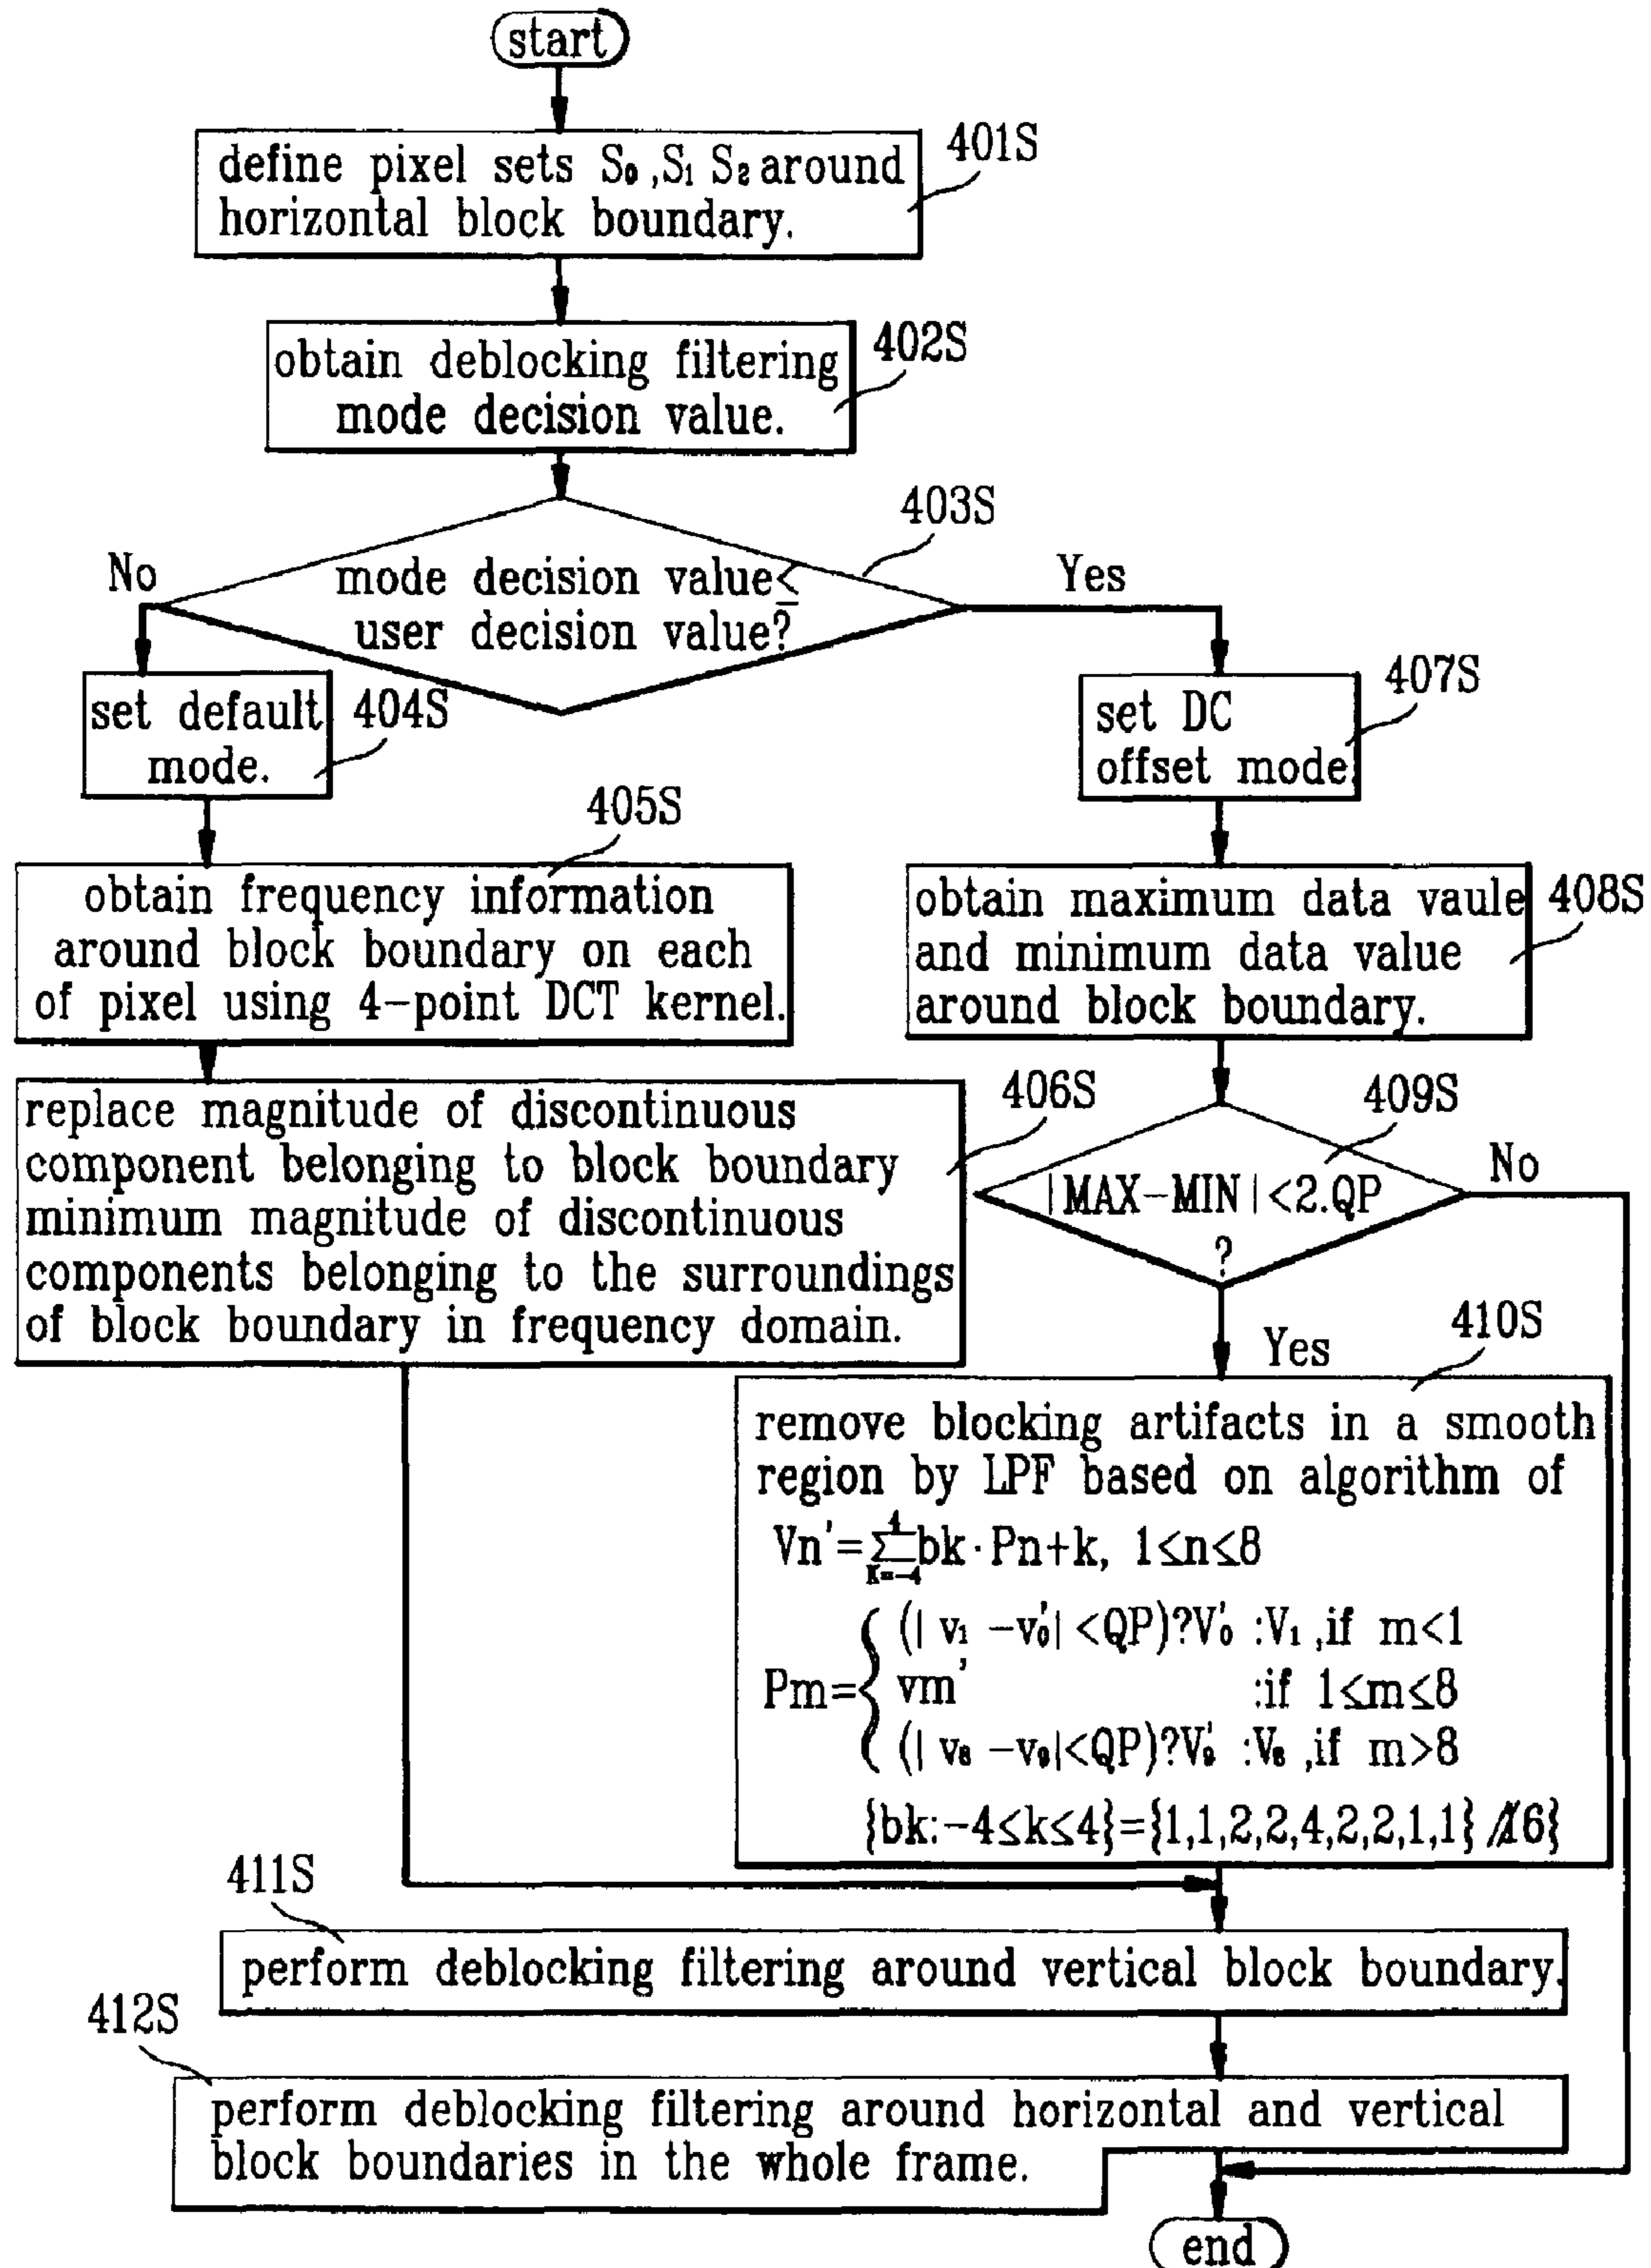 start
401S
define pixel sets S₀ ,S₁ S₂ around
horizontal block boundary.
402S
obtain deblocking filtering
mode decision value.
403S
No
mode decision value≤
user decision value?
Yes
set default
mode.
404S
407S
set DC
offset mode.
405S
obtain frequency information
around block boundary on each
of pixel using 4-point DCT kernel.
408S
obtain maximum data vaule
and minimum data value
around block boundary.
406S
replace magnitude of discontinuous
component belonging to block boundary
minimum magnitude of discontinuous
components belonging to the surroundings
of block boundary in frequency domain.
409S
|MAX-MIN|<2.QP
?
No
Yes
410S
remove blocking artifacts in a smooth
region by LPF based on algorithm of
Vn'=∑bk·Pn+k, 1≤n≤8
4
K=-4
Pm={
(| v₁ -v₀'| <QP)?V₀' :V₁ ,if m<1
vm' :if 1≤m≤8
(| v₈ -v₉|<QP)?V₉' :V₈ ,if m>8
{bk:-4≤k≤4}={1,1,2,2,4,2,2,1,1} //16}
411S
perform deblocking filtering around vertical block boundary.
412S
perform deblocking filtering around horizontal and vertical
block boundaries in the whole frame.
end